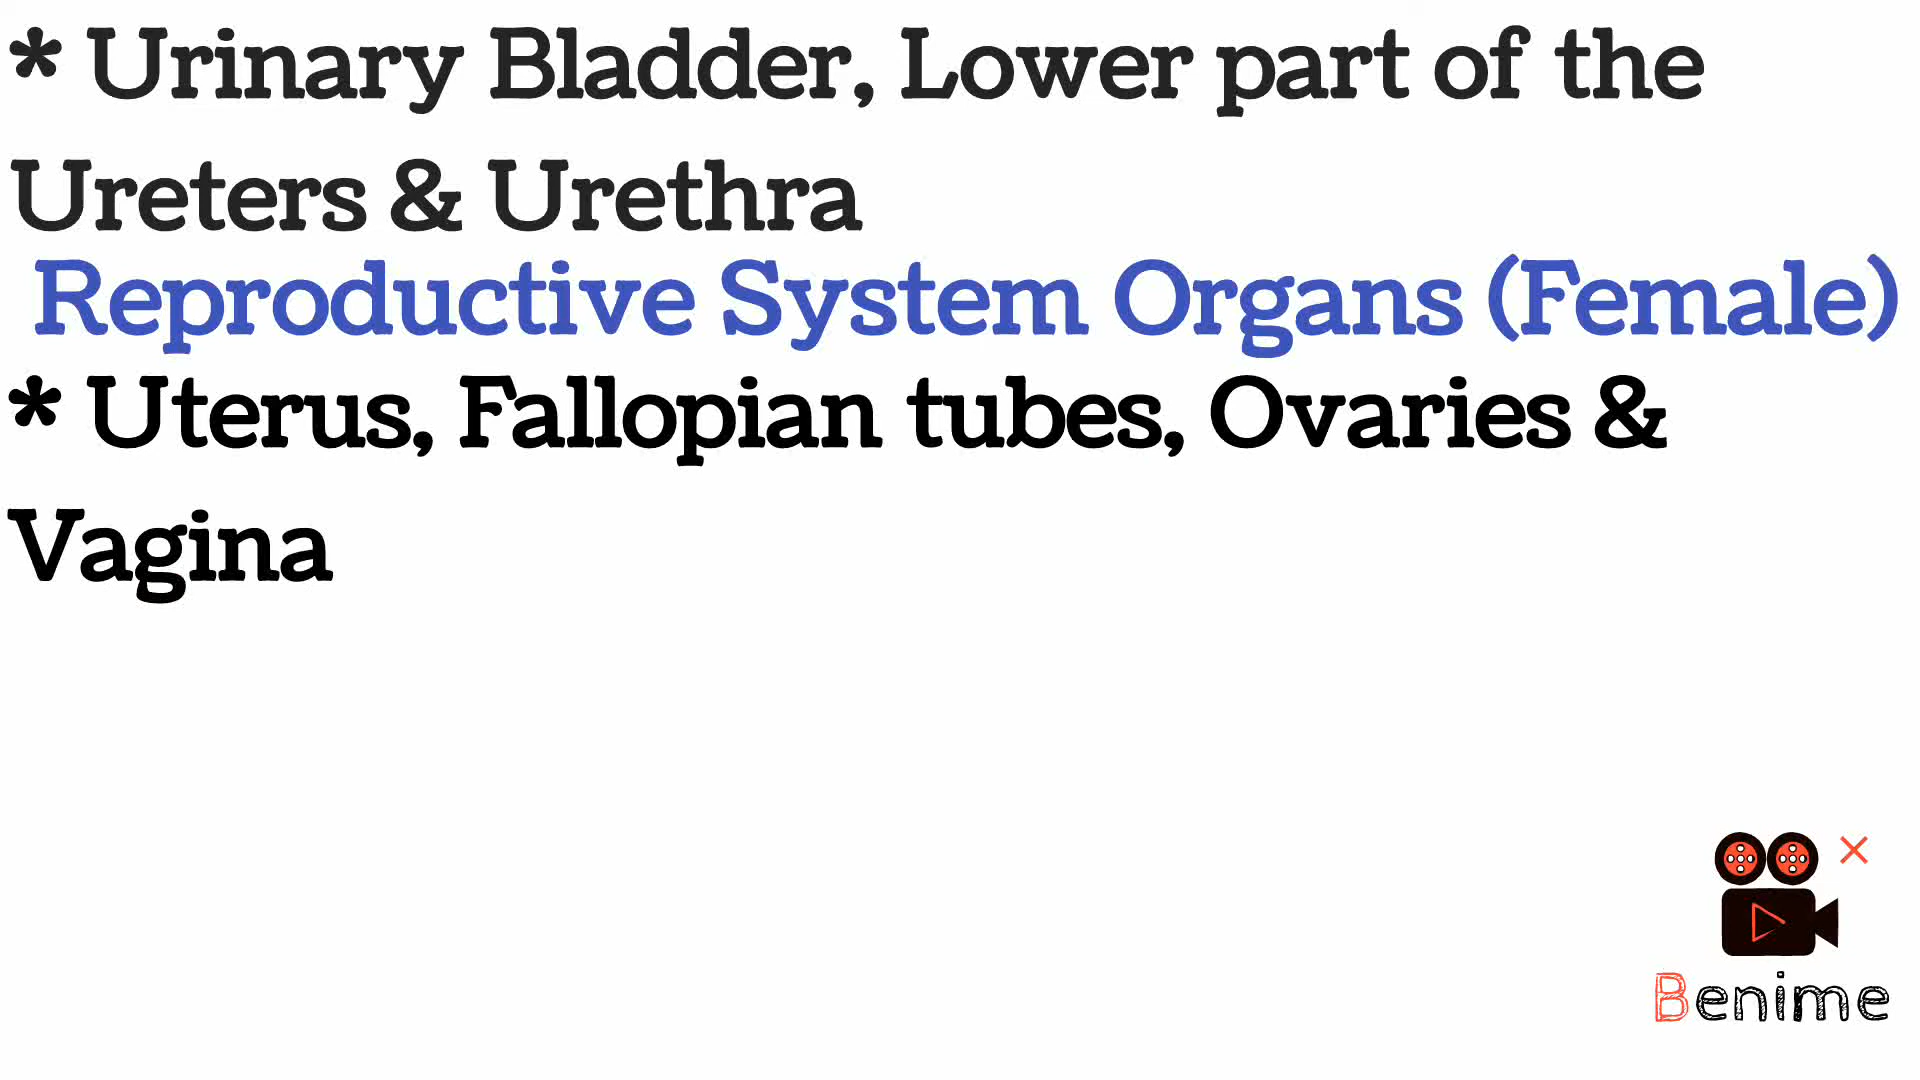 * Urinary Bladder, Lower part of the
Ureters & Urethra
Reproductive System Organs (Female)
* Uterus, Fallopian tubes, Ovaries &
Vagina
Benime